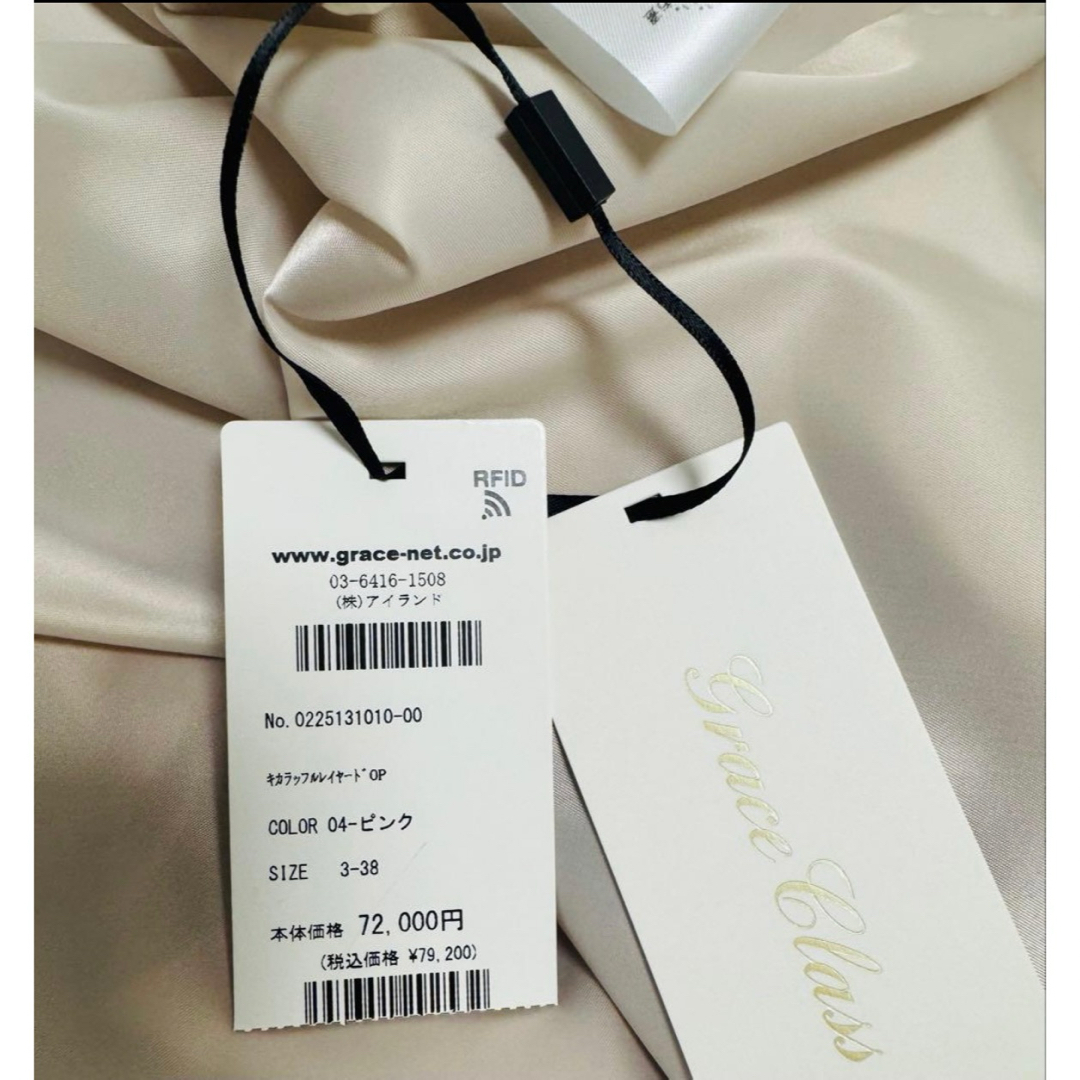 RFID
www.grace-net.co.jp
03-6416-1508
(株)アイランド
No. 0225131010-00
ｷｶﾗｯﾌﾙﾚｲﾔｰﾄﾞOP
COLOR 04-ピンク
SIZE 3-38
本体価格 72,000円
(税込価格 ¥79,200)
Grace Class